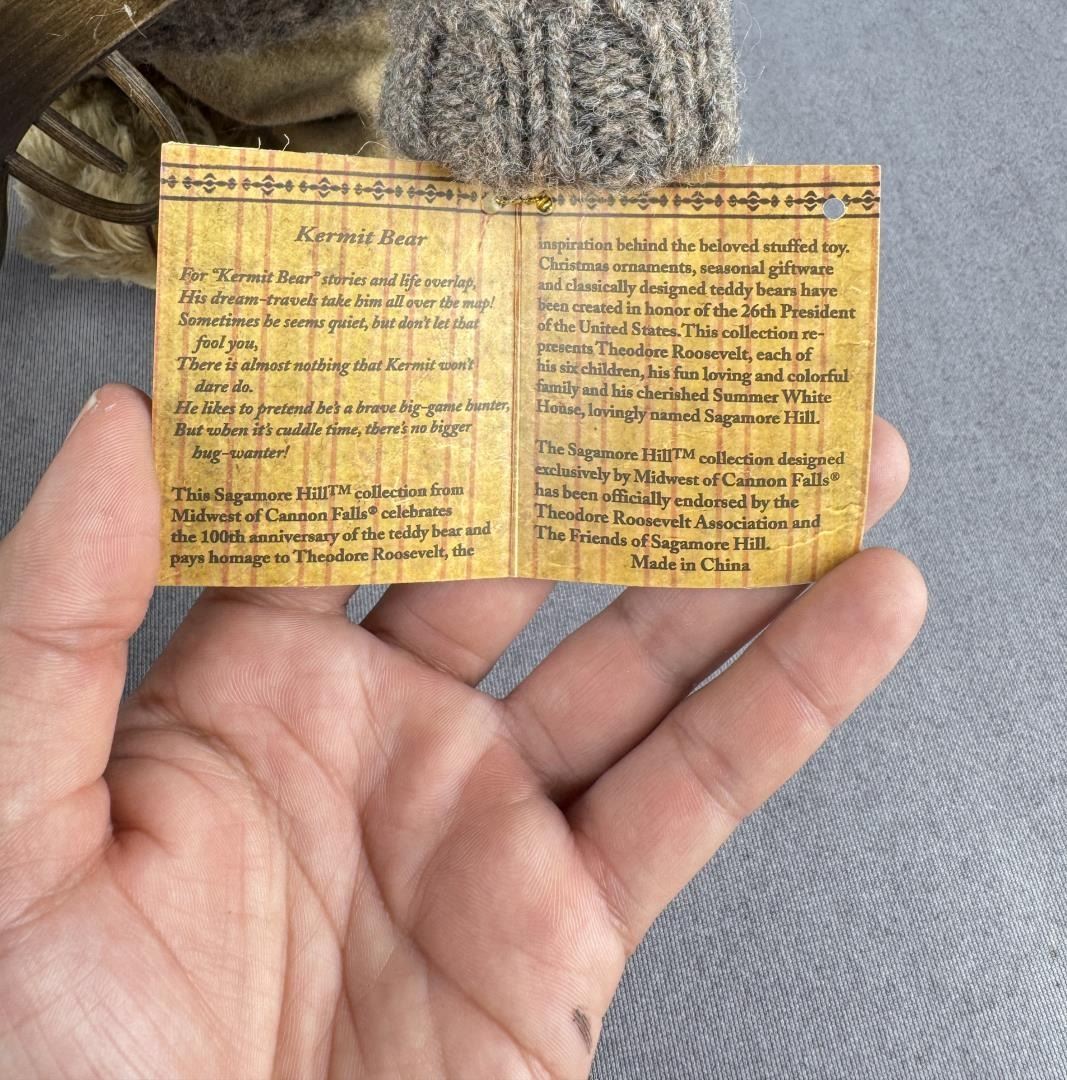 Kermit Bear
For "Kermit Bear" stories and life overlap,
His dream-travels take him all over the map!
Sometimes he seems quiet, but don't let that
fool you,
There is almost nothing that Kermit won't
dare do.
He likes to pretend he's a brave big-game hunter,
But when it's cuddle time, there's no bigger
hug-wanter!
This Sagamore Hill™ collection from
Midwest of Cannon Falls® celebrates
the 100th anniversary of the teddy bear and
pays homage to Theodore Roosevelt, the
inspiration behind the beloved stuffed toy.
Christmas ornaments, seasonal giftware
and classically designed teddy bears have
been created in honor of the 26th President
of the United States. This collection re-
presents Theodore Roosevelt, each of
his six children, his fun loving and colorful
family and his cherished Summer White
House, lovingly named Sagamore Hill.
The Sagamore Hill™ collection designed
exclusively by Midwest of Cannon Falls®
has been officially endorsed by the
Theodore Roosevelt Association and
The Friends of Sagamore Hill.
Made in China